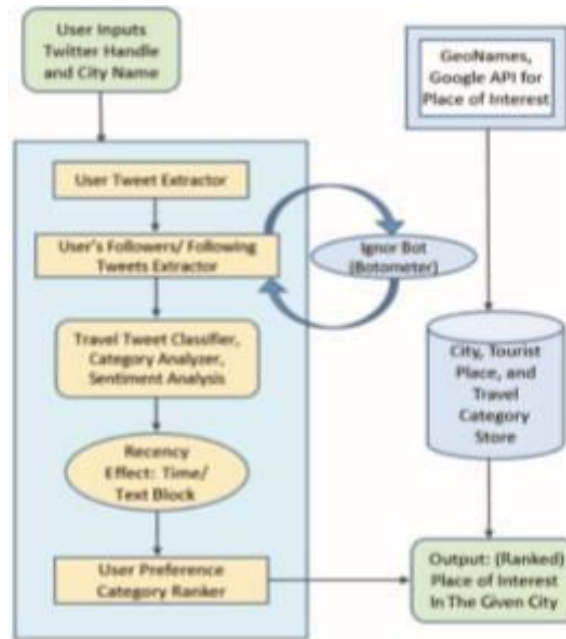 User Inputs
Twitter Handle
and City Name
GeoNames,
Google API for
Place of Interest
User Tweet Extractor
User's Followers/ Following
Tweets Extractor
Ignor Bot
(Botometer)
Travel Tweet Classifier,
Category Analyzer,
Sentiment Analysis
City, Tourist
Place, and
Travel
Category
Store
Recency
Effect: Time/
Text Block
User Preference
Category Ranker
Output: (Ranked)
Place of Interest
In The Given City